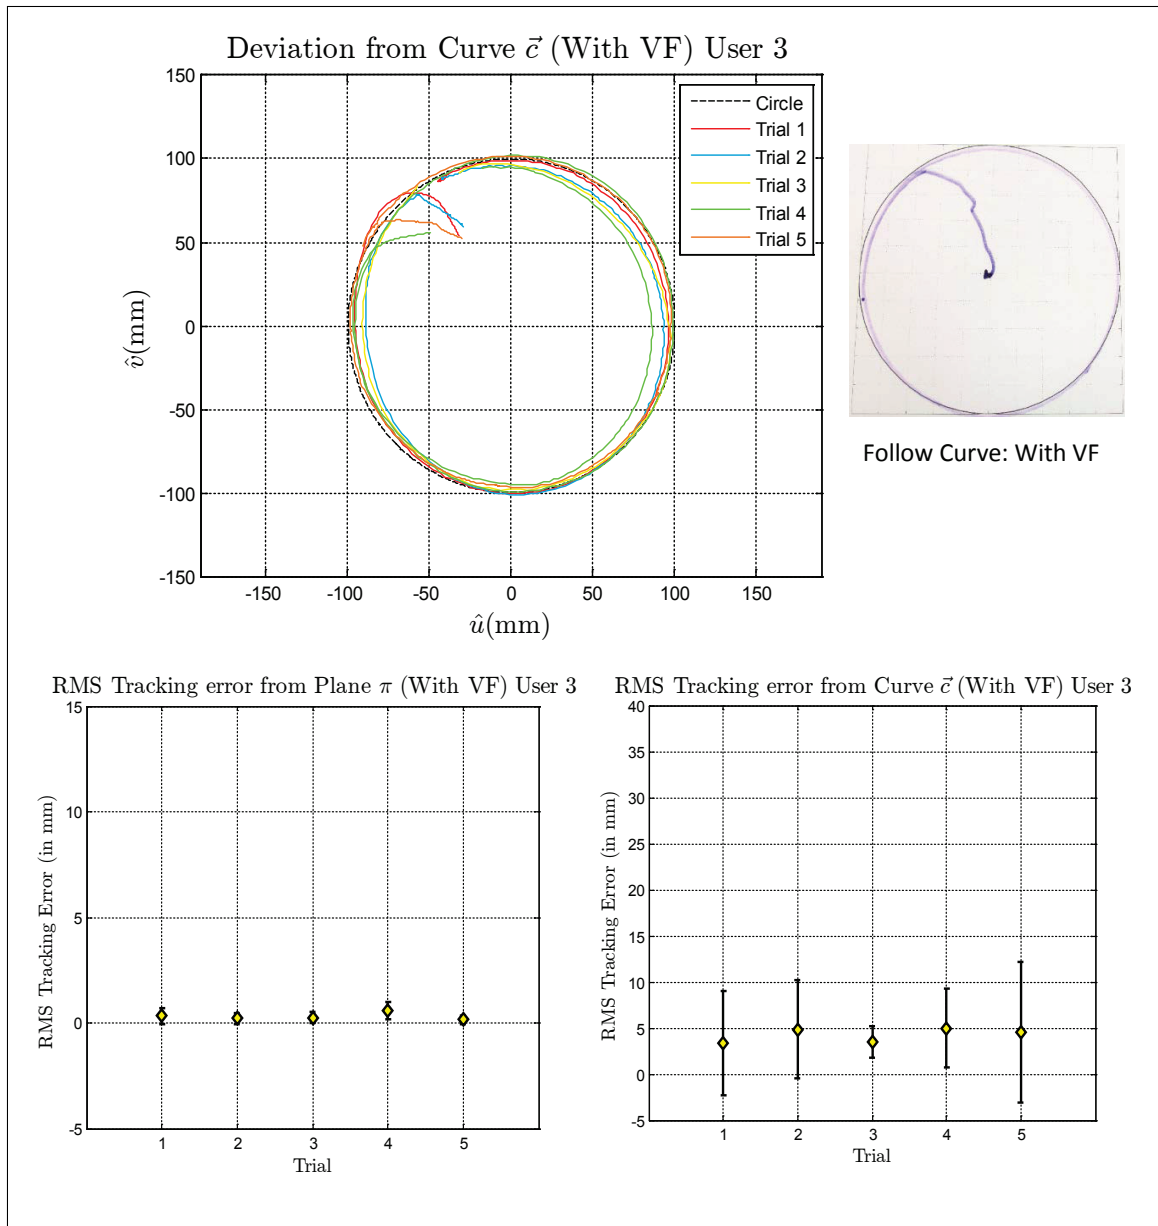 Deviation from Curve $\vec{c}$ (With VF) User 3
150
100
50
0
-50
-100
-150
-150
-100
-50
0
50
100
150
$\hat{v}$(mm)
$\hat{u}$(mm)
Circle
Trial 1
Trial 2
Trial 3
Trial 4
Trial 5
Follow Curve: With VF
RMS Tracking error from Plane π (With VF) User 3
15
10
5
0
-5
1
2
3
4
5
RMS Tracking Error (in mm)
Trial
RMS Tracking error from Curve $\vec{c}$ (With VF) User 3
40
35
30
25
20
15
10
5
0
-5
1
2
3
4
5
RMS Tracking Error (in mm)
Trial